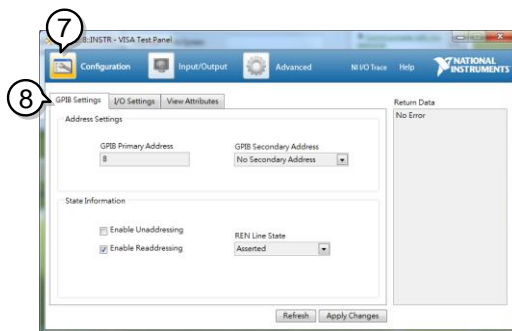 7
8::INSTR - VISA Test Panel
Configuration Input/Output Advanced NI I/O Trace Help NATIONAL INSTRUMENTS
8
GPIB Settings I/O Settings View Attributes
Return Data
No Error
Address Settings
GPIB Primary Address GPIB Secondary Address
8 No Secondary Address
State Information
Enable Unaddressing
REN Line State
Enable Readdressing
Asserted
Refresh Apply Changes